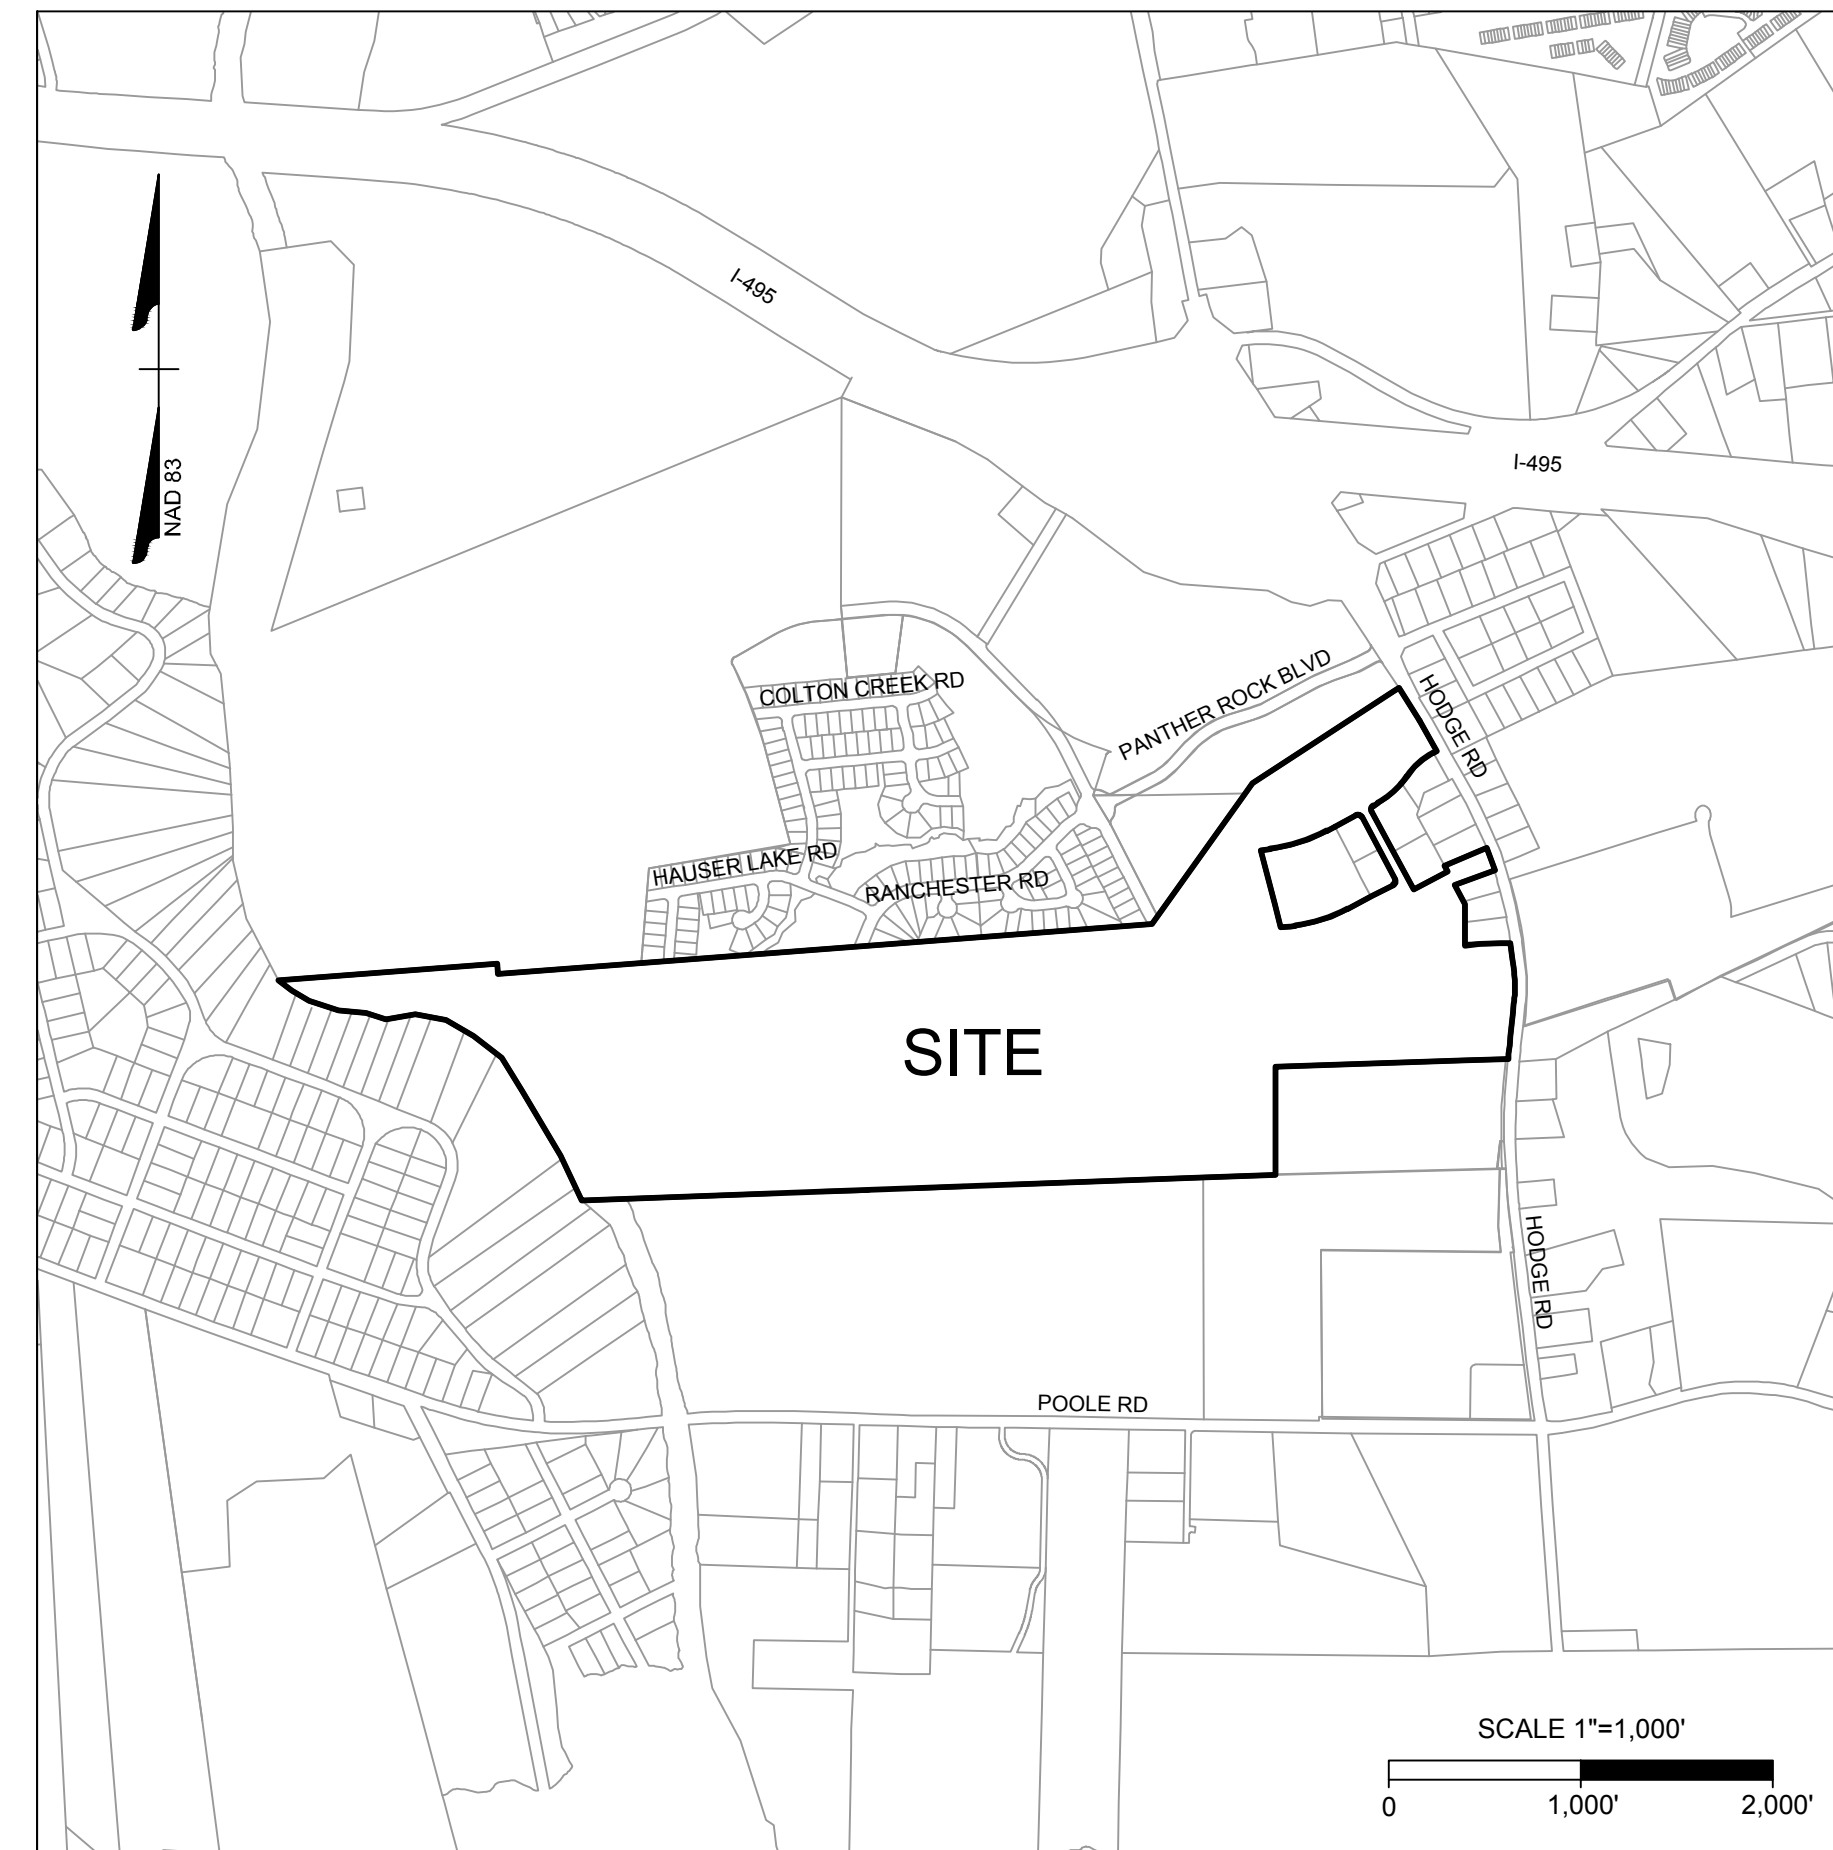 I-495
I-495
NAD 83
COLTON CREEK RD
PANTHER ROCK BLVD
HODGE RD
HAUSER LAKE RD
RANCHESTER RD
SITE
HODGE RD
POOLE RD
SCALE 1"=1,000'
0 1,000' 2,000'